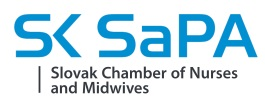 SK SaPA
Slovak Chamber of Nurses
and Midwives